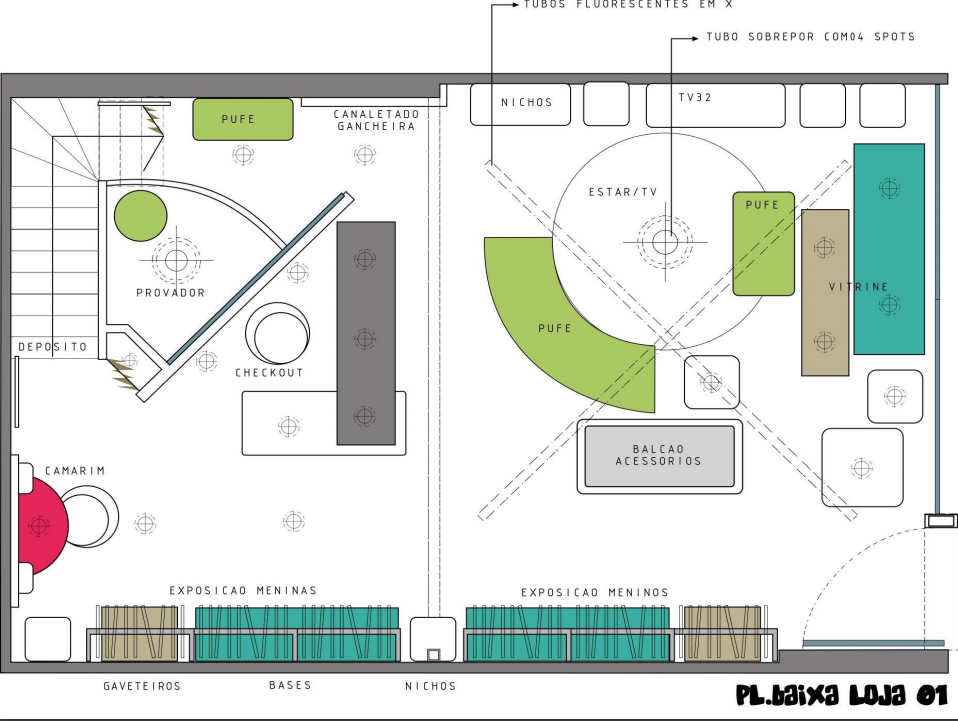 TUBOS FLUORESCENTES EM X
TUBO SOBREPOR COM04 SPOTS
NICHOS
TV32
PUFE
CANALETADO
GANCHEIRA
ESTAR/TV
PUFE
PROVADOR
VITRINE
PUFE
DEPOSITO
CHECKOUT
BALCAO
ACESSORIOS
CAMARIM
EXPOSICAO MENINAS
EXPOSICAO MENINOS
GAVETEIROS
BASES
NICHOS
PL.baixa LOJA 01